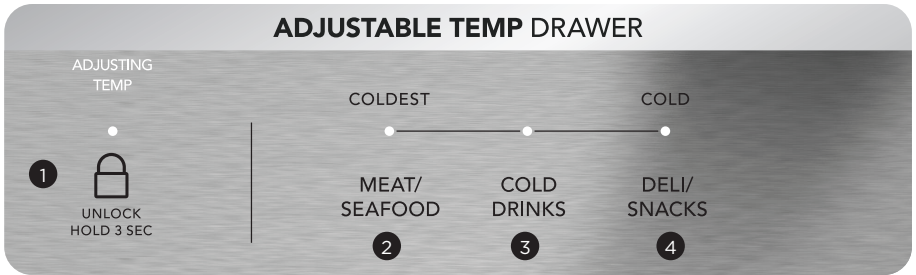 ADJUSTABLE TEMP DRAWER
ADJUSTING
TEMP
COLDEST
COLD
1
UNLOCK
HOLD 3 SEC
MEAT/
SEAFOOD
COLD
DRINKS
DELI/
SNACKS
2
3
4